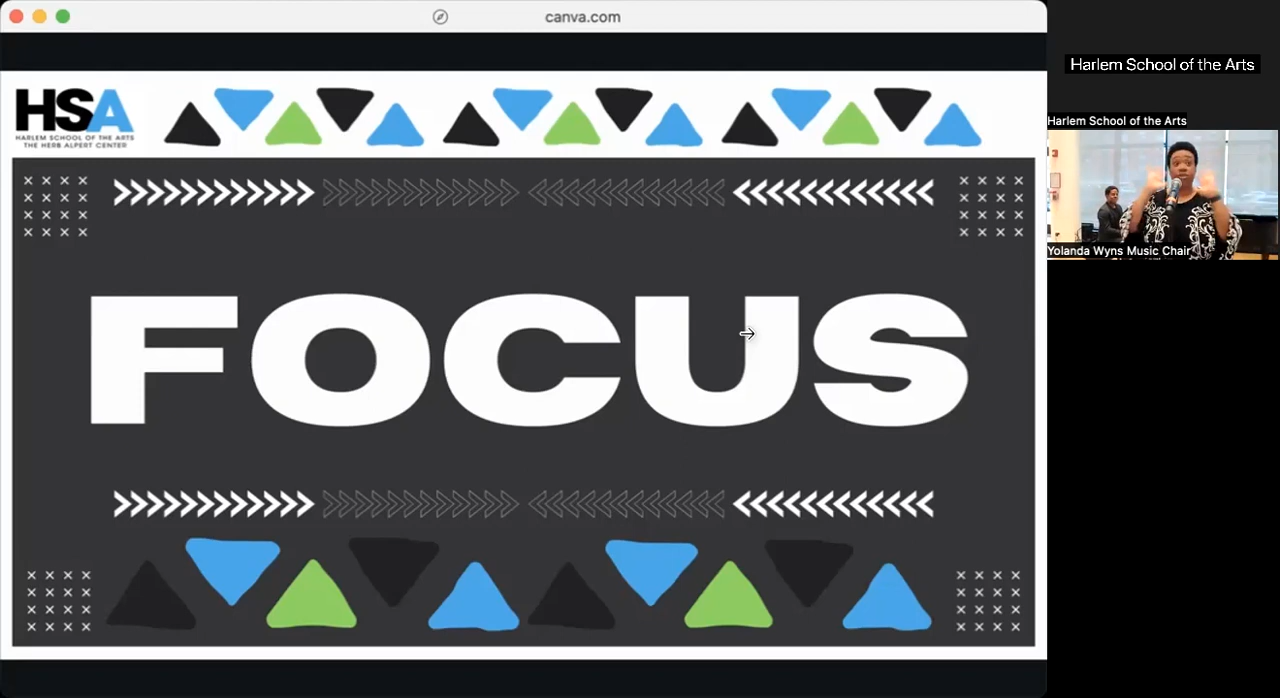 canva.com
HSA
HARLEM SCHOOL OF THE ARTS
THE HERB ALPERT CENTER
FOCUS
Harlem School of the Arts
Harlem School of the Arts
Yolanda Wyns Music Chair